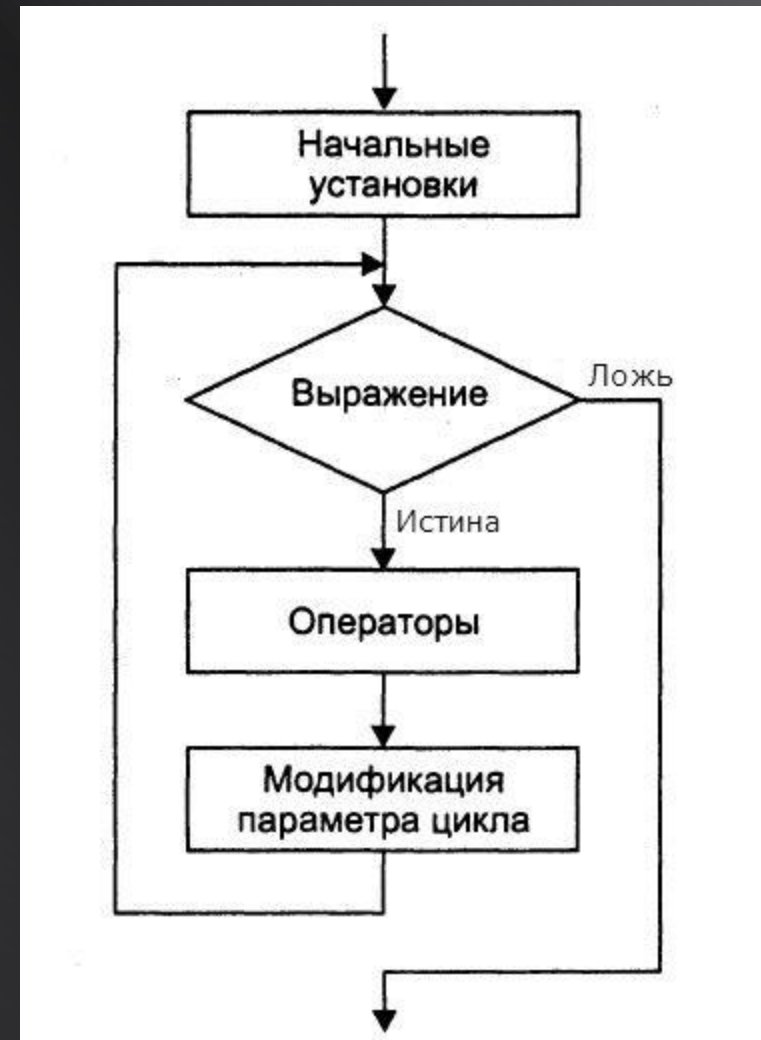 Начальные
установки
Выражение
Ложь
Истина
Операторы
Модификация
параметра цикла